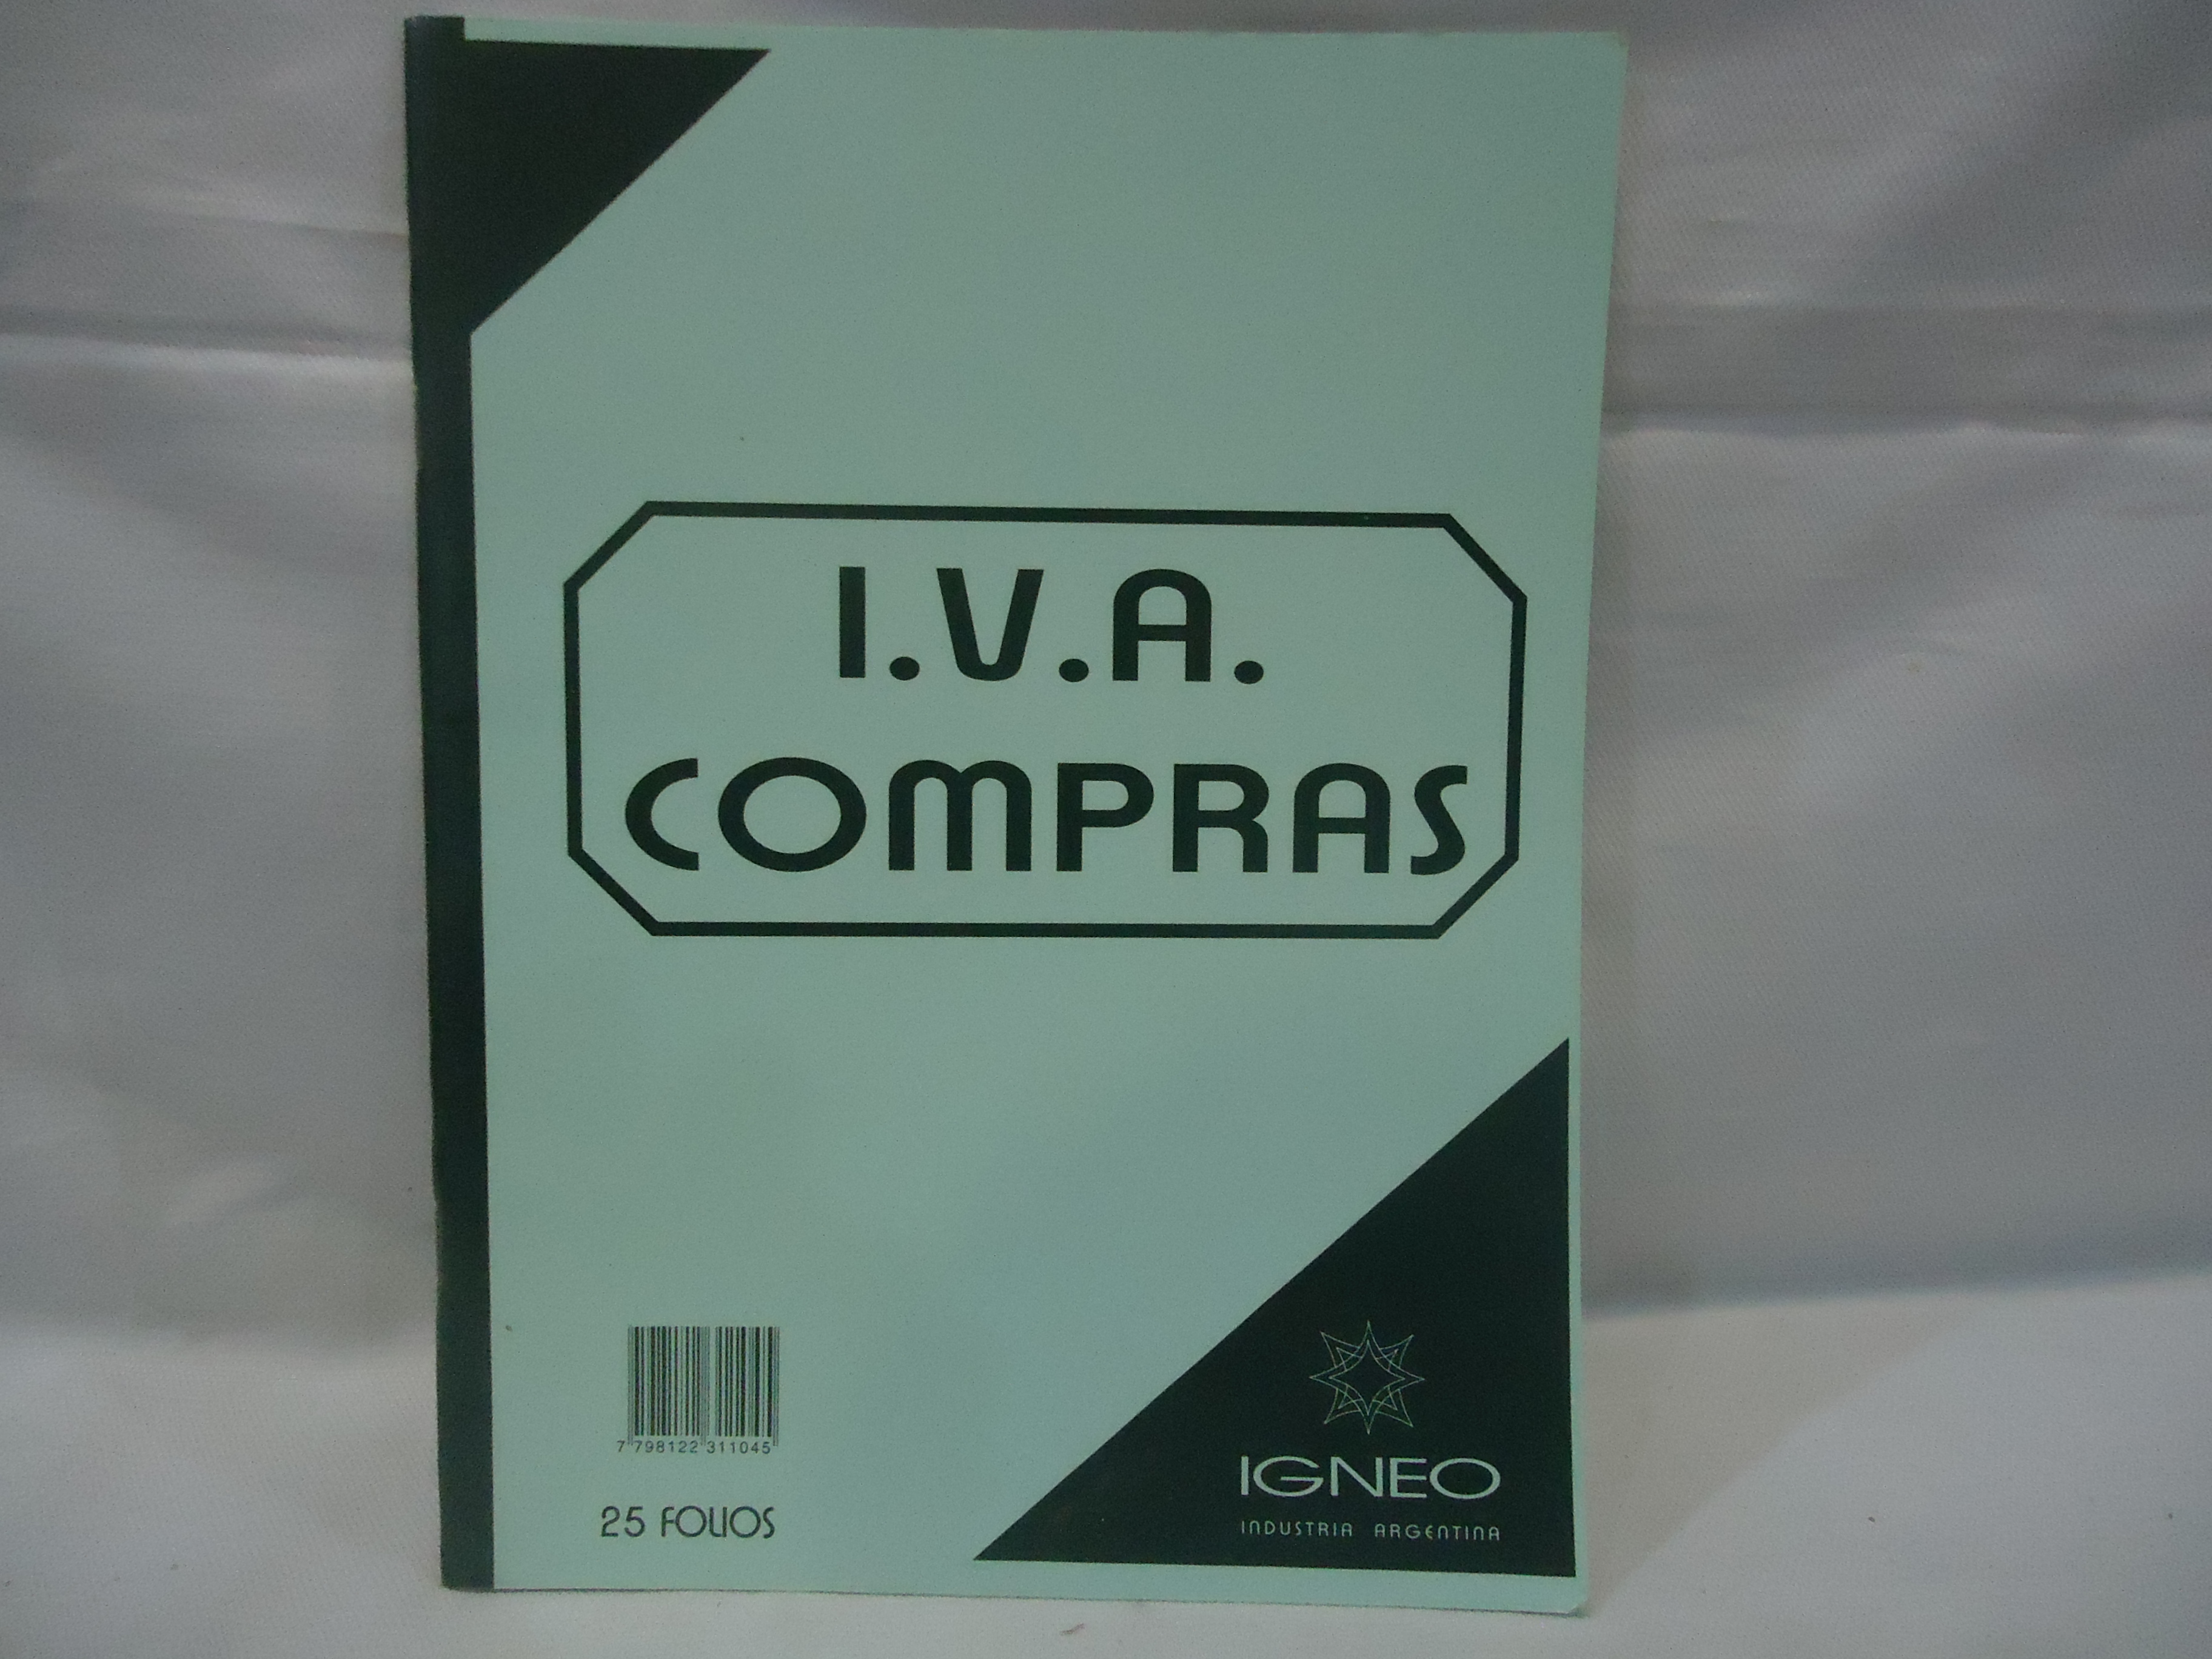 I.V.A.
COMPRAS
7 798122 311045
25 FOLIOS
IGNEO
INDUSTRIA ARGENTINA